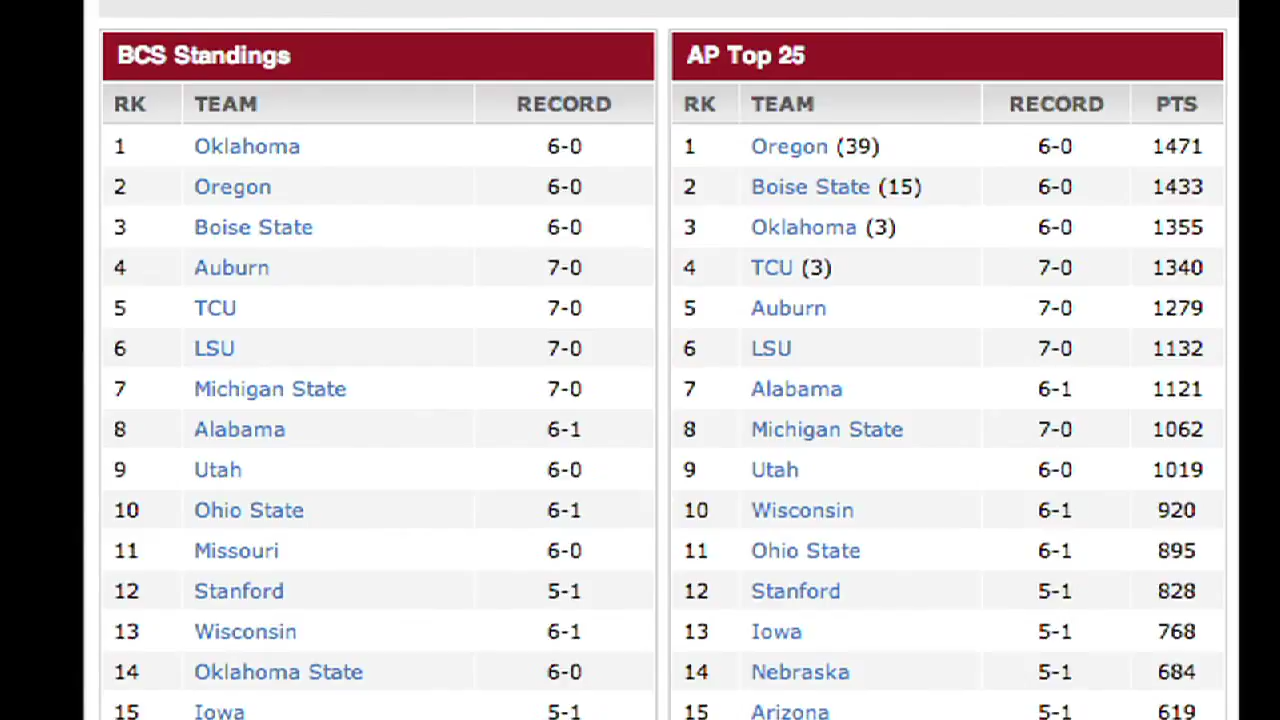 BCS Standings
RK TEAM RECORD
1 Oklahoma 6-0
2 Oregon 6-0
3 Boise State 6-0
4 Auburn 7-0
5 TCU 7-0
6 LSU 7-0
7 Michigan State 7-0
8 Alabama 6-1
9 Utah 6-0
10 Ohio State 6-1
11 Missouri 6-0
12 Stanford 5-1
13 Wisconsin 6-1
14 Oklahoma State 6-0
15 Iowa 5-1
AP Top 25
RK TEAM RECORD PTS
1 Oregon (39) 6-0 1471
2 Boise State (15) 6-0 1433
3 Oklahoma (3) 6-0 1355
4 TCU (3) 7-0 1340
5 Auburn 7-0 1279
6 LSU 7-0 1132
7 Alabama 6-1 1121
8 Michigan State 7-0 1062
9 Utah 6-0 1019
10 Wisconsin 6-1 920
11 Ohio State 6-1 895
12 Stanford 5-1 828
13 Iowa 5-1 768
14 Nebraska 5-1 684
15 Arizona 5-1 619